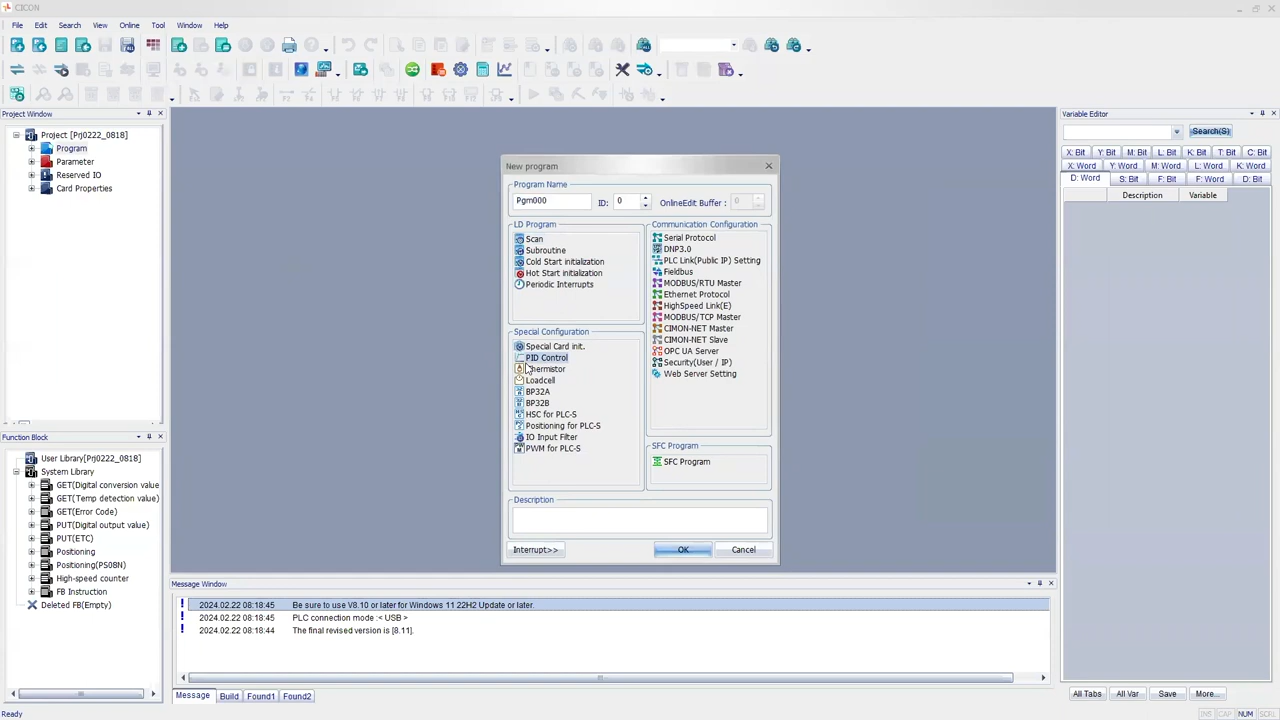 CICON
File Edit Search View Online Tool Window Help
Project Window
Project [Prj0222_0818]
Program
Parameter
Reserved IO
Card Properties
Function Block
User Library[Prj0222_0818]
System Library
GET(Digital conversion value
GET(Temp detection value)
GET(Error Code)
PUT(Digital output value)
PUT(ETC)
Positioning
Positioning(PS08N)
High-speed counter
FB Instruction
Deleted FB(Empty)
New program
Program Name
Pgm000 ID: 0 OnlineEdit Buffer : 0
LD Program
Scan
Subroutine
Cold Start initialization
Hot Start initialization
Periodic Interrupts
Special Configuration
Special Card init.
PID Control
Thermistor
Loadcell
BP32A
BP32B
HSC for PLC-S
Positioning for PLC-S
IO Input Filter
PWM for PLC-S
Communication Configuration
Serial Protocol
DNP3.0
PLC Link(Public IP) Setting
Fieldbus
MODBUS/RTU Master
Ethernet Protocol
HighSpeed Link(E)
MODBUS/TCP Master
CIMON-NET Master
CIMON-NET Slave
OPC UA Server
Security(User / IP)
Web Server Setting
SFC Program
SFC Program
Description
Interrupt>> OK Cancel
Message Window
2024.02.22 08:18:45 Be sure to use V8.10 or later for Windows 11 22H2 Update or later.
2024.02.22 08:18:45 PLC connection mode :< USB >
2024.02.22 08:18:44 The final revised version is [8.11].
Message Build Found1 Found2
Variable Editor
Search(S)
X: Bit Y: Bit M: Bit L: Bit K: Bit T: Bit C: Bit
X: Word Y: Word M: Word L: Word K: Word
D: Word S: Bit F: Bit F: Word D: Bit
Description Variable
All Tabs All Var Save More...
Ready
INS CAP NUM SCRL